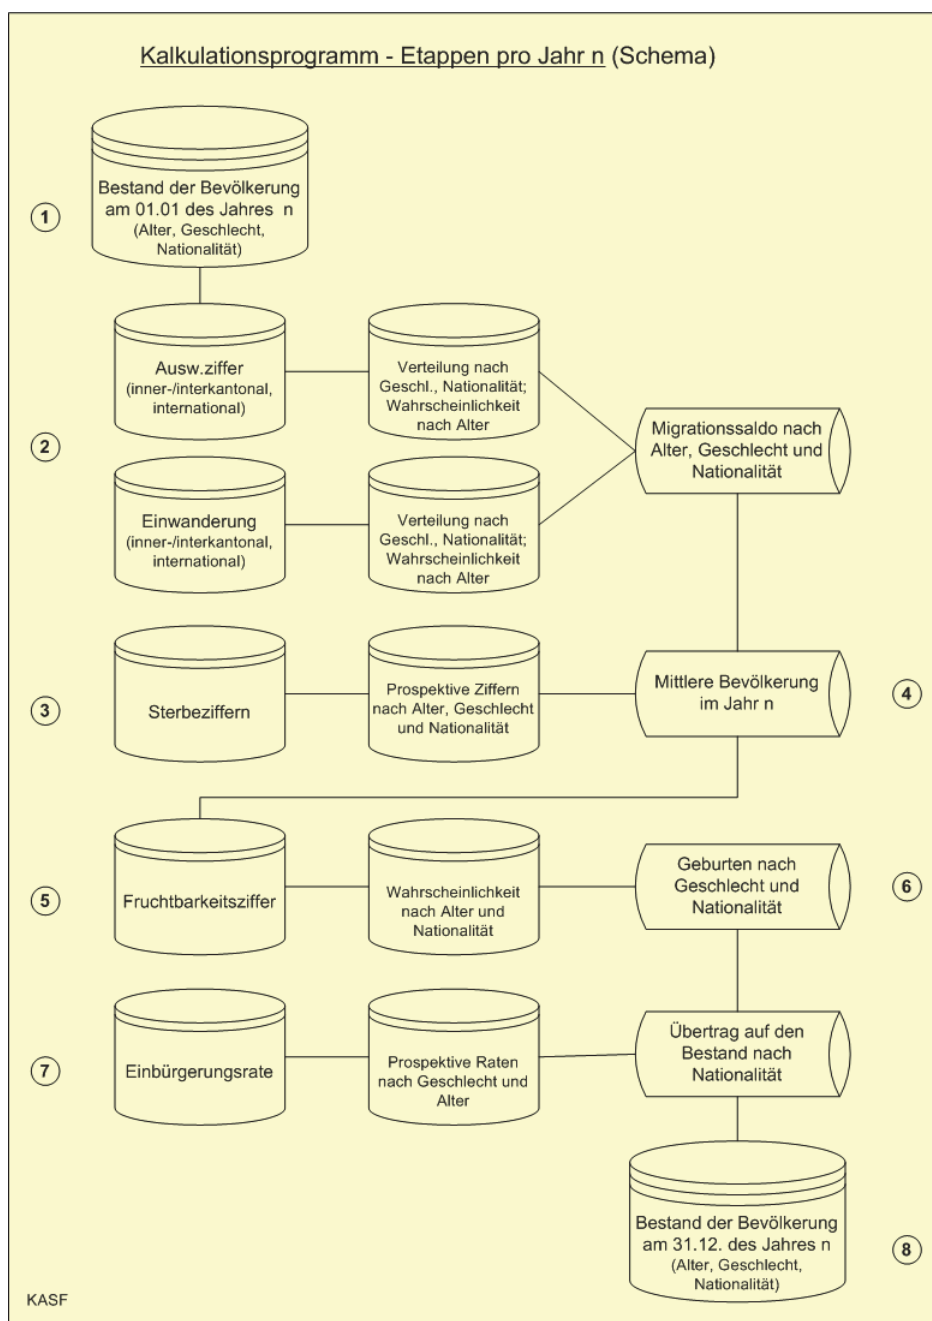 Kalkulationsprogramm - Etappen pro Jahr n (Schema)
1
Bestand der Bevölkerung
am 01.01 des Jahres n
(Alter, Geschlecht,
Nationalität)
2
Ausw.ziffer
(inner-/interkantonal,
international)
Verteilung nach
Geschl., Nationalität;
Wahrscheinlichkeit
nach Alter
Einwanderung
(inner-/interkantonal,
international)
Verteilung nach
Geschl., Nationalität;
Wahrscheinlichkeit
nach Alter
Migrationssaldo nach
Alter, Geschlecht und
Nationalität
3
Sterbeziffern
Prospektive Ziffern
nach Alter, Geschlecht
und Nationalität
Mittlere Bevölkerung
im Jahr n
4
5
Fruchtbarkeitsziffer
Wahrscheinlichkeit
nach Alter und
Nationalität
Geburten nach
Geschlecht und
Nationalität
6
7
Einbürgerungsrate
Prospektive Raten
nach Geschlecht und
Alter
Übertrag auf den
Bestand nach
Nationalität
Bestand der Bevölkerung
am 31.12. des Jahres n
(Alter, Geschlecht,
Nationalität)
8
KASF